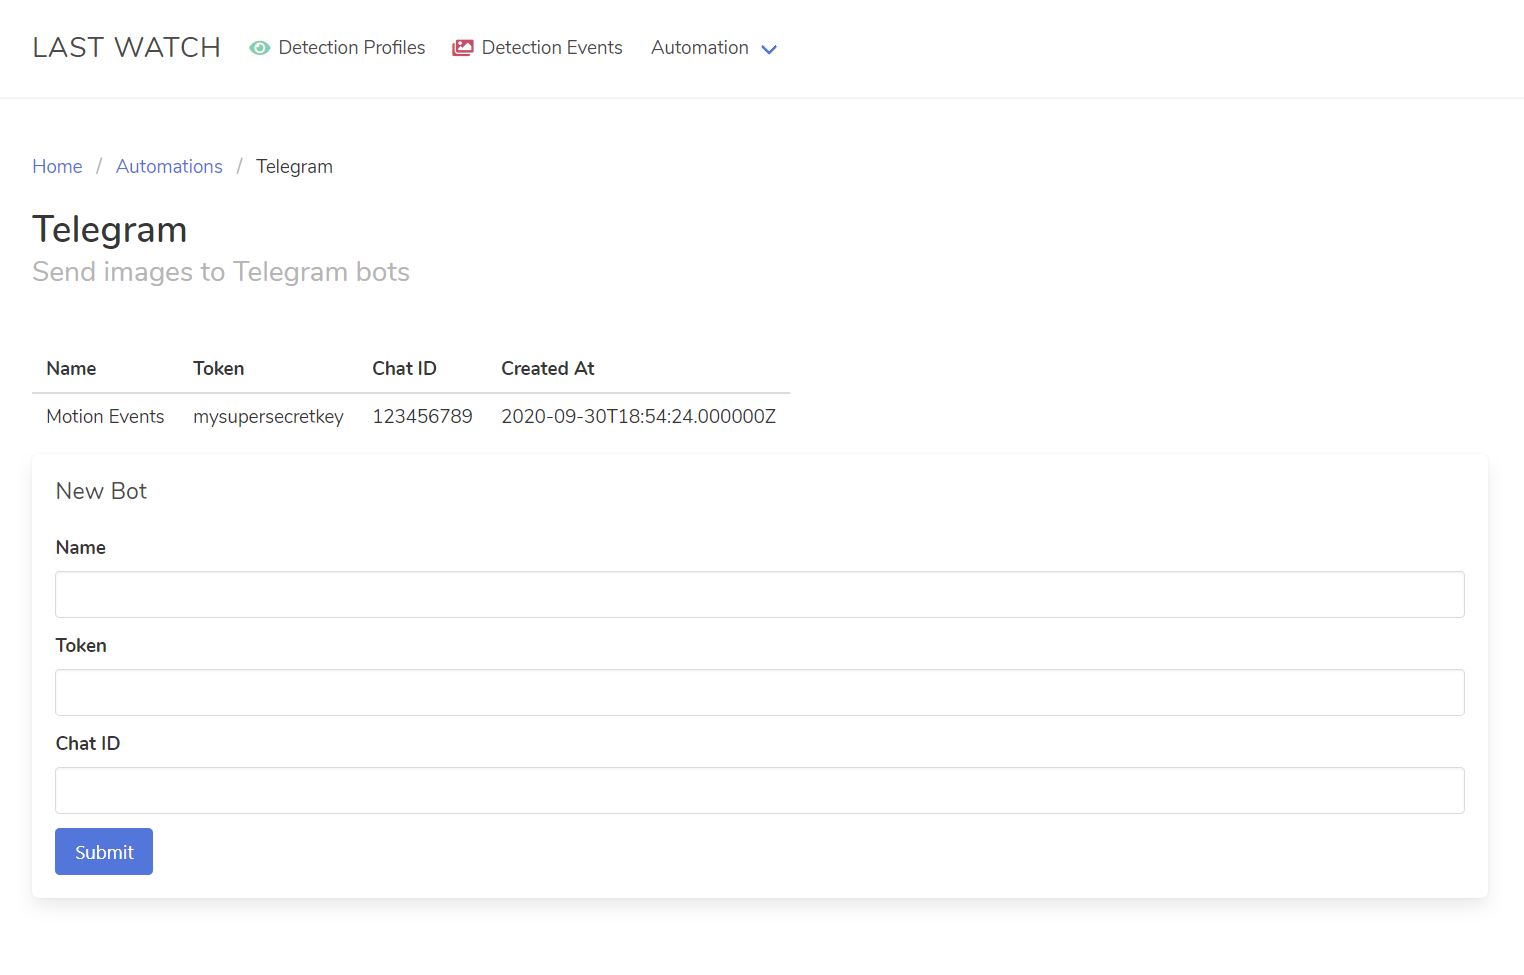 LAST WATCH Detection Profiles Detection Events Automation
Home / Automations / Telegram
Telegram
Send images to Telegram bots
Name Token Chat ID Created At
Motion Events mysupersecretkey 123456789 2020-09-30T18:54:24.000000Z
New Bot
Name
Token
Chat ID
Submit